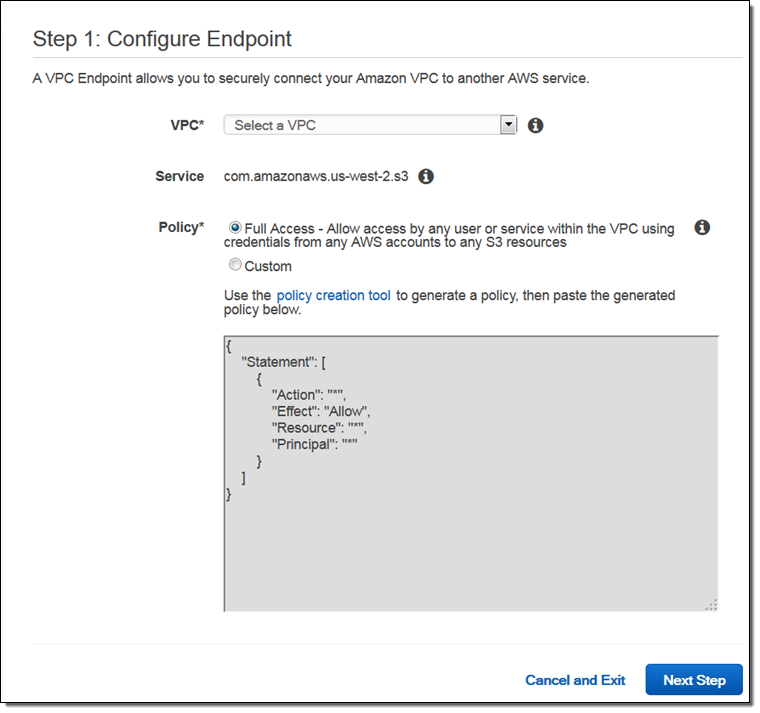 Step 1: Configure Endpoint
A VPC Endpoint allows you to securely connect your Amazon VPC to another AWS service.
VPC* Select a VPC
Service com.amazonaws.us-west-2.s3
Policy* Full Access - Allow access by any user or service within the VPC using
credentials from any AWS accounts to any S3 resources
Custom
Use the policy creation tool to generate a policy, then paste the generated
policy below.
{
"Statement": [
{
"Action": "*",
"Effect": "Allow",
"Resource": "*",
"Principal": "*"
}
]
}
Cancel and Exit Next Step